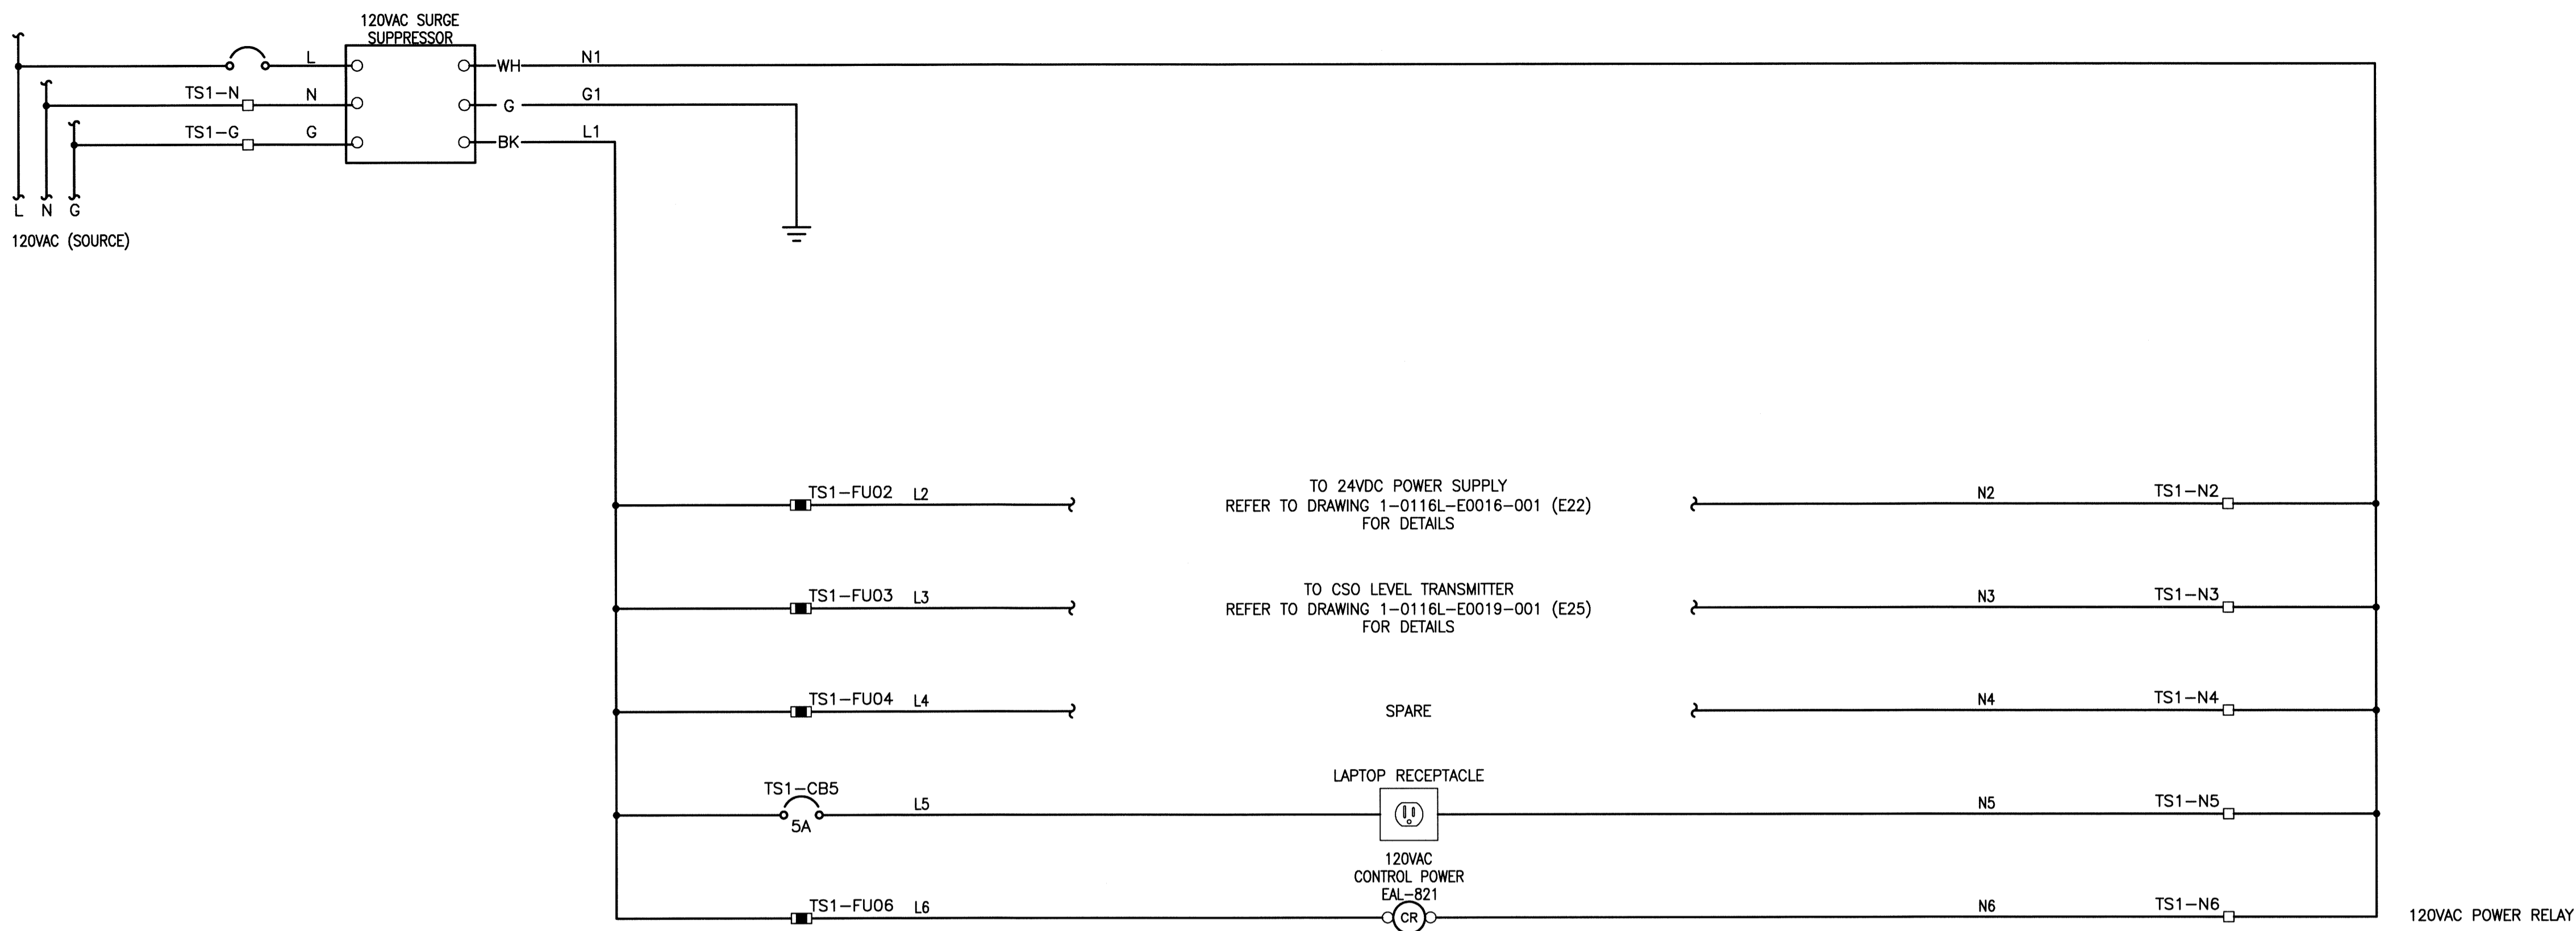 120VAC SURGE
SUPPRESSOR
L
WH
N1
TS1-N
N
G
G1
TS1-G
G
BK
L1
L N G
120VAC (SOURCE)
TS1-FU02
L2
TO 24VDC POWER SUPPLY
REFER TO DRAWING 1-0116L-E0016-001 (E22)
FOR DETAILS
N2
TS1-N2
TS1-FU03
L3
TO CSO LEVEL TRANSMITTER
REFER TO DRAWING 1-0116L-E0019-001 (E25)
FOR DETAILS
N3
TS1-N3
TS1-FU04
L4
SPARE
N4
TS1-N4
TS1-CB5
5A
L5
LAPTOP RECEPTACLE
N5
TS1-N5
TS1-FU06
L6
120VAC
CONTROL POWER
EAL-821
CR
N6
TS1-N6
120VAC POWER RELAY